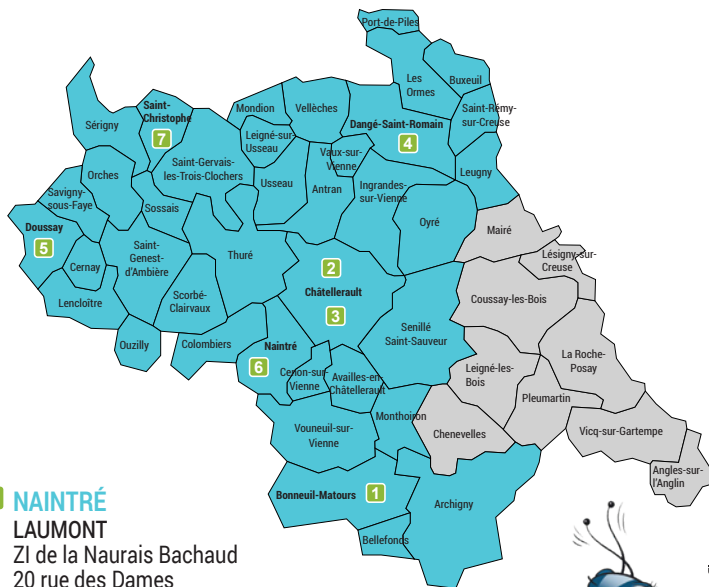 Port-de-Piles
Les
Ormes
Buxeuil
Saint-Rémy-
sur-Creuse
Saint-
Christophe
7
Mondion
Vellèches
Dangé-Saint-Romain
4
Sérigny
Leigné-sur-
Usseau
Vaux-sur-
Vienne
Saint-Gervais-
les-Trois-Clochers
Leugny
Orches
Usseau
Antran
Ingrandes-
sur-Vienne
Savigny-
sous-Faye
Sossais
Oyré
Mairé
Doussay
5
Saint-
Genest-
d'Ambière
Thuré
Lésigny-sur-
Creuse
Cernay
2
Châtellerault
3
Coussay-les-Bois
Lencloître
Scorbé-
Clairvaux
Senillé
Saint-Sauveur
Ouzilly
Colombiers
Naintré
6
Cenon-sur-
Vienne
Availles-en-
Châtellerault
Leigné-les-
Bois
La Roche-
Posay
Pleumartin
Monthoiron
Chenevelles
Vicq-sur-Gartempe
Vouneuil-sur-
Vienne
Angles-sur-
l'Anglin
Bonneuil-Matours
1
Archigny
Bellefonds
NAINTRÉ
LAUMONT
ZI de la Naurais Bachaud
20 rue des Dames